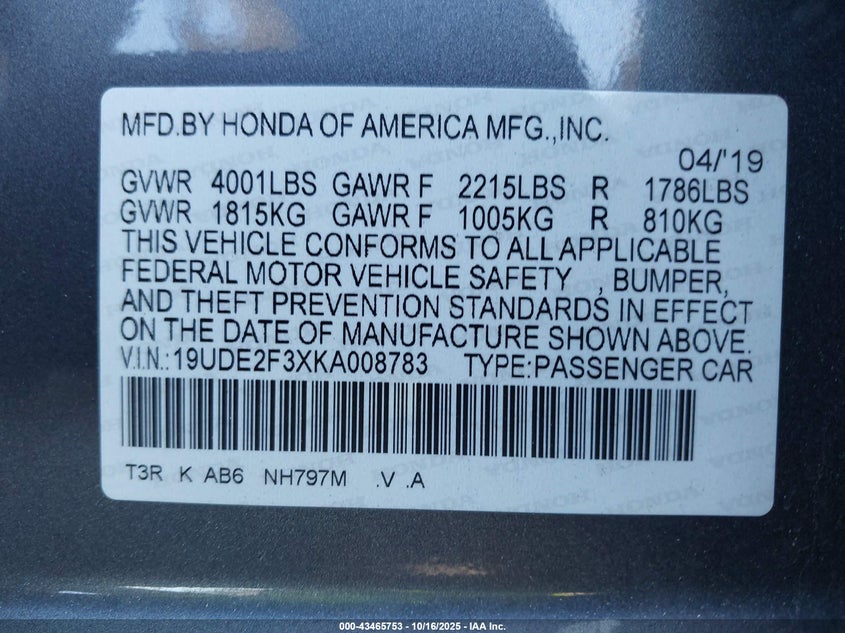 MFD.BY HONDA OF AMERICA MFG.,INC.
04/'19
GVWR 4001LBS GAWR F 2215LBS R 1786LBS
GVWR 1815KG GAWR F 1005KG R 810KG
THIS VEHICLE CONFORMS TO ALL APPLICABLE
FEDERAL MOTOR VEHICLE SAFETY , BUMPER,
AND THEFT PREVENTION STANDARDS IN EFFECT
ON THE DATE OF MANUFACTURE SHOWN ABOVE.
V.I.N.:19UDE2F3XKA008783 TYPE:PASSENGER CAR
T3R K AB6 NH797M .V .A
000-43465753 - 10/16/2025 - IAA Inc.